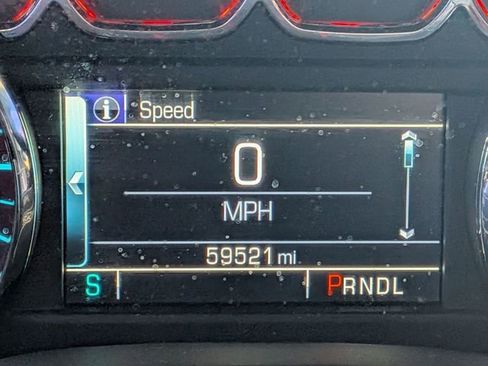 i Speed
0
MPH
59521 mi
S PRNDL